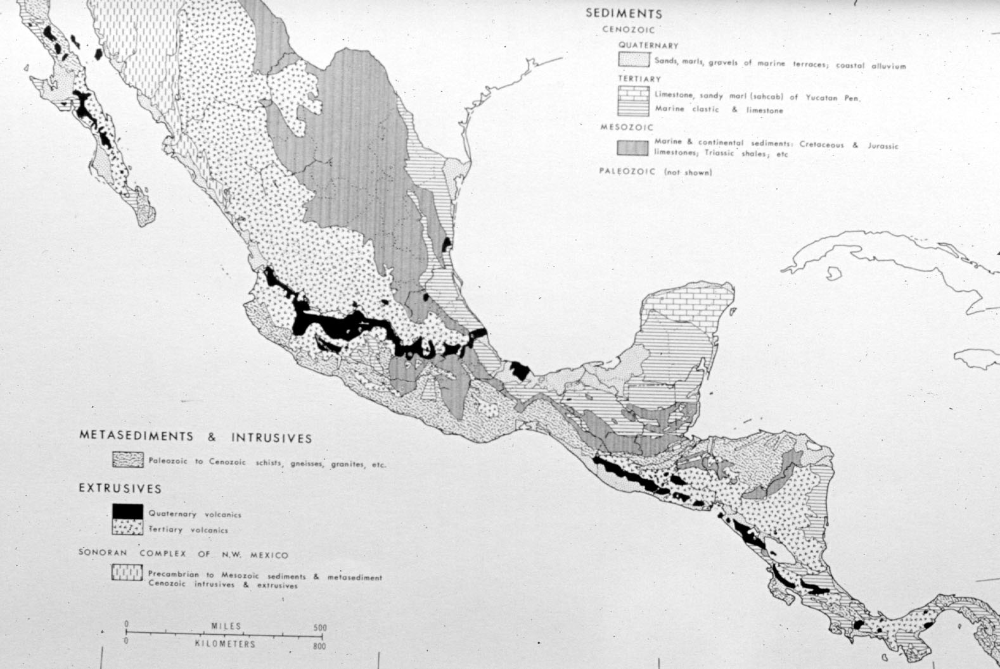 SEDIMENTS
CENOZOIC
QUATERNARY
Sands, marls, gravels of marine terraces; coastal alluvium
TERTIARY
Limestone, sandy marl (sahcab) of Yucatan Pen.
Marine clastic & limestone
MESOZOIC
Marine & continental sediments: Cretaceous & Jurassic
limestones; Triassic shales; etc
PALEOZOIC (not shown)
METASEDIMENTS & INTRUSIVES
Paleozoic to Cenozoic schists, gneisses, granites, etc.
EXTRUSIVES
Quaternary volcanics
Tertiary volcanics
SONORAN COMPLEX OF N.W. MEXICO
Precambrian to Mesozoic sediments & metasediment
Cenozoic intrusives & extrusives
0 MILES 500
0 KILOMETERS 800